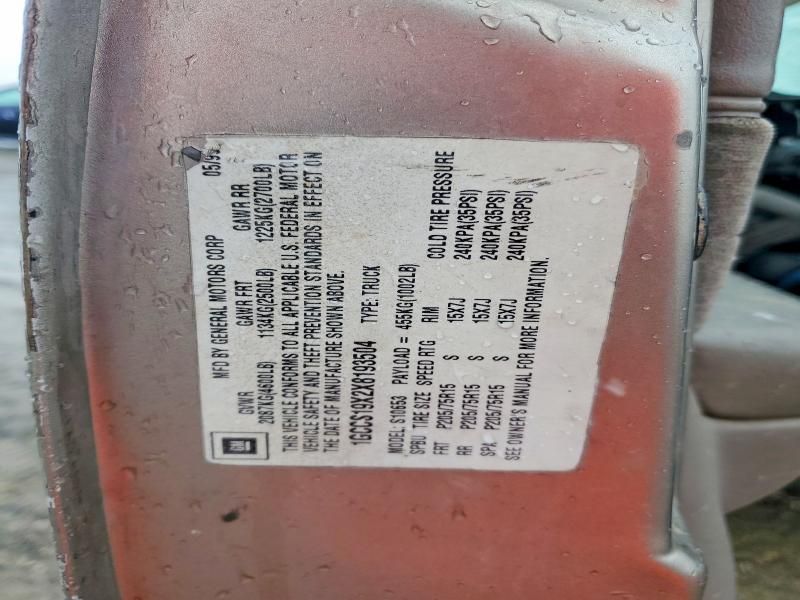 GM
MFD BY GENERAL MOTORS CORP 05/99
GVWR GAWR FRT GAWR RR
2087KG(4600LB) 1134KG(2500LB) 1225KG(2700LB)
THIS VEHICLE CONFORMS TO ALL APPLICABLE U.S. FEDERAL MOTOR
VEHICLE SAFETY AND THEFT PREVENTION STANDARDS IN EFFECT ON
THE DATE OF MANUFACTURE SHOWN ABOVE.
1GCCS19X2X8193504 TYPE: TRUCK
MODEL: S10653 PAYLOAD = 455KG(1002LB)
SPBU TIRE SIZE SPEED RTG RIM COLD TIRE PRESSURE
FRT P205/75R15 S 15X7J 240KPA(35PSI)
RR P205/75R15 S 15X7J 240KPA(35PSI)
SPA P205/75R15 S 15X7J 240KPA(35PSI)
SEE OWNER'S MANUAL FOR MORE INFORMATION.